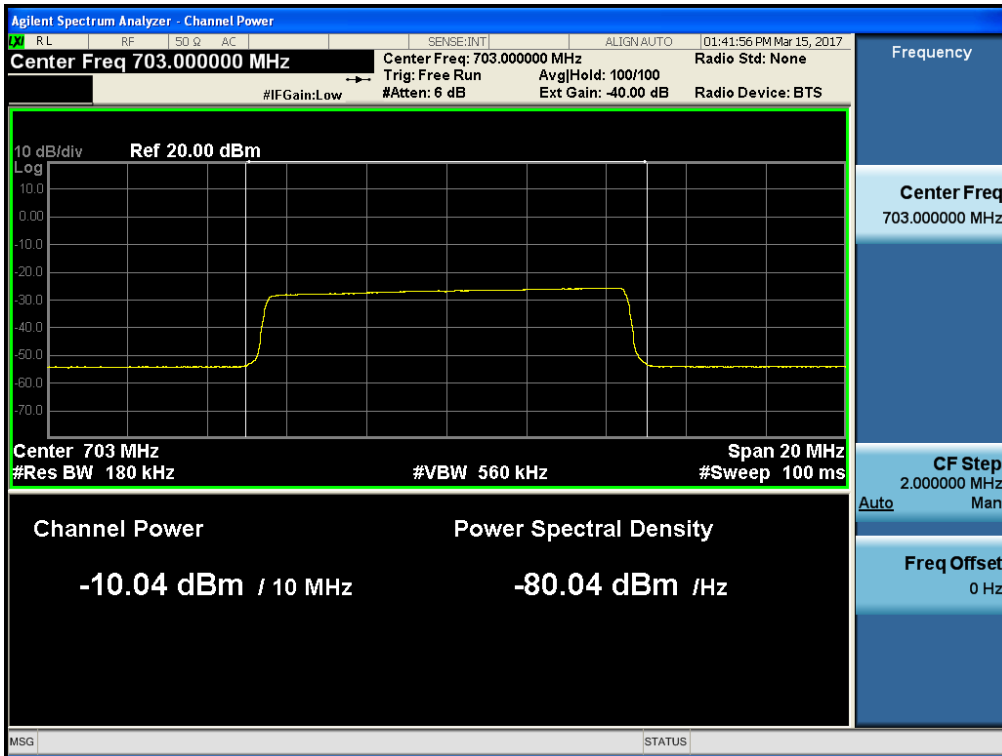 Agilent Spectrum Analyzer - Channel Power
LXI RL RF 50 Ω AC SENSE:INT ALIGN AUTO 01:41:56 PM Mar 15, 2017
Center Freq 703.000000 MHz
Center Freq: 703.000000 MHz Radio Std: None
Trig: Free Run Avg|Hold: 100/100
#IFGain:Low #Atten: 6 dB Ext Gain: -40.00 dB Radio Device: BTS
Frequency
10 dB/div Ref 20.00 dBm
Log
10.0
0.00
-10.0
-20.0
-30.0
-40.0
-50.0
-60.0
-70.0
Center 703 MHz Span 20 MHz
#Res BW 180 kHz #VBW 560 kHz #Sweep 100 ms
Channel Power Power Spectral Density
-10.04 dBm / 10 MHz -80.04 dBm /Hz
Center Freq
703.000000 MHz
CF Step
2.000000 MHz
Auto Man
Freq Offset
0 Hz
MSG STATUS